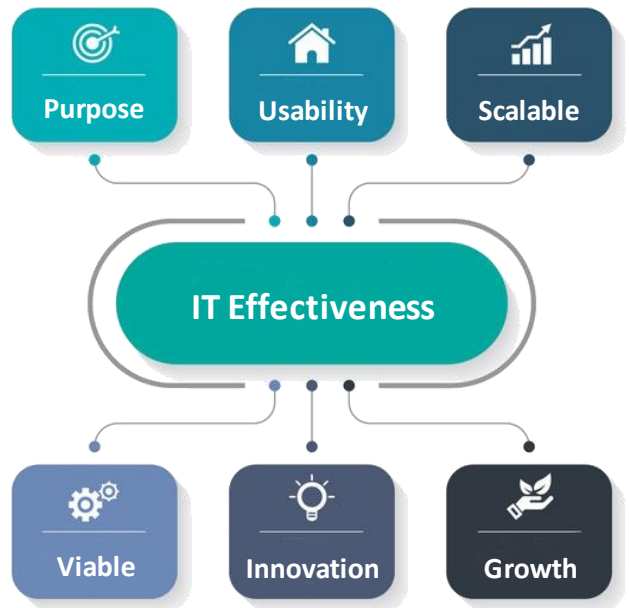 Purpose
Usability
Scalable
IT Effectiveness
Viable
Innovation
Growth